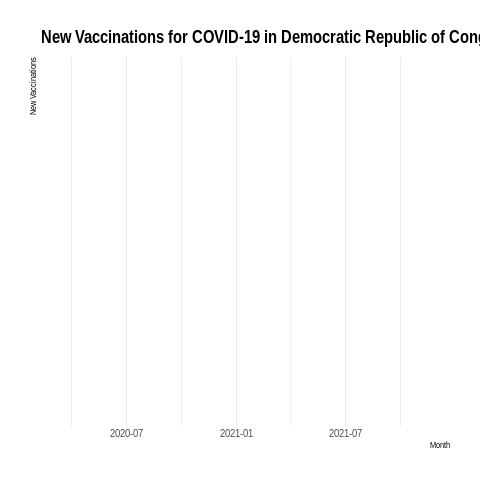 New Vaccinations for COVID-19 in Democratic Republic of Cong
New Vaccinations
2020-07 2021-01 2021-07
Month